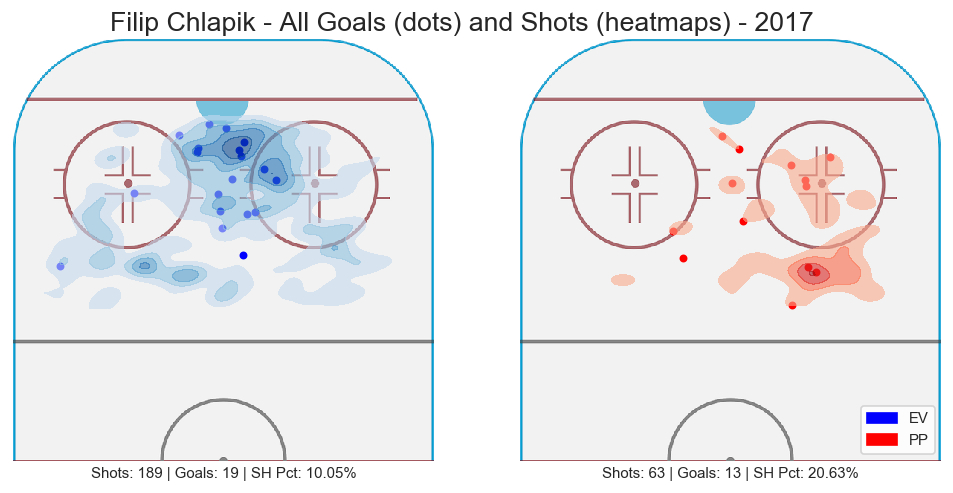 Filip Chlapik - All Goals (dots) and Shots (heatmaps) - 2017
EV
PP
Shots: 189 | Goals: 19 | SH Pct: 10.05%
Shots: 63 | Goals: 13 | SH Pct: 20.63%